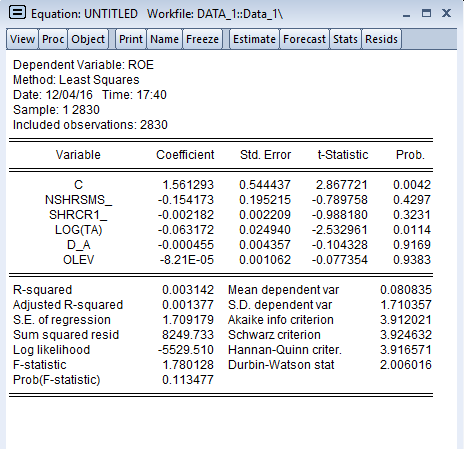 Equation: UNTITLED Workfile: DATA_1::Data_1\
View Proc Object Print Name Freeze Estimate Forecast Stats Resids
Dependent Variable: ROE
Method: Least Squares
Date: 12/04/16 Time: 17:40
Sample: 1 2830
Included observations: 2830
Variable Coefficient Std. Error t-Statistic Prob.
C 1.561293 0.544437 2.867721 0.0042
NSHRSMS_ -0.154173 0.195215 -0.789758 0.4297
SHRCR1_ -0.002182 0.002209 -0.988180 0.3231
LOG(TA) -0.063172 0.024940 -2.532961 0.0114
D_A -0.000455 0.004357 -0.104328 0.9169
OLEV -8.21E-05 0.001062 -0.077354 0.9383
R-squared 0.003142 Mean dependent var 0.080835
Adjusted R-squared 0.001377 S.D. dependent var 1.710357
S.E. of regression 1.709179 Akaike info criterion 3.912021
Sum squared resid 8249.733 Schwarz criterion 3.924632
Log likelihood -5529.510 Hannan-Quinn criter. 3.916571
F-statistic 1.780128 Durbin-Watson stat 2.006016
Prob(F-statistic) 0.113477